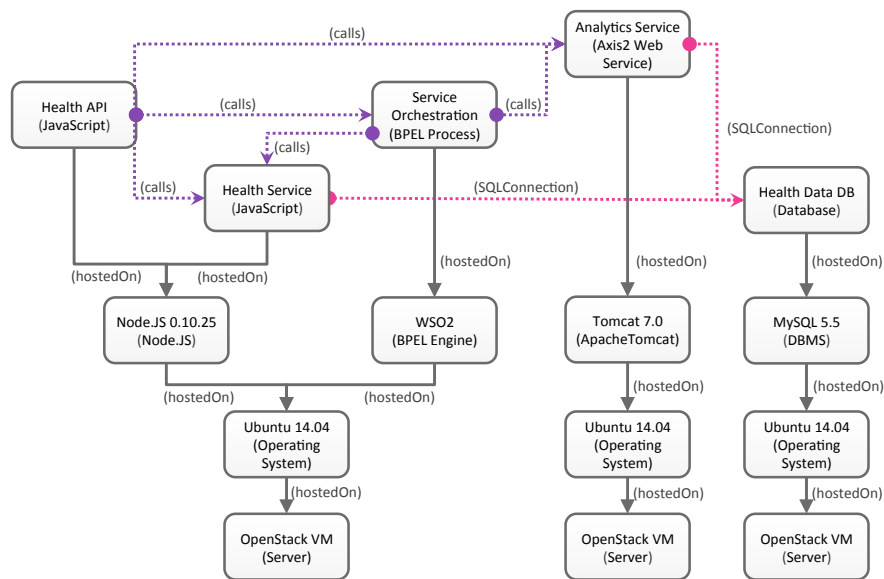 Analytics Service
(Axis2 Web
Service)
(calls)
Health API
(JavaScript)
(calls)
Service
Orchestration
(BPEL Process)
(calls)
(calls)
(SQLConnection)
(calls)
Health Service
(JavaScript)
(SQLConnection)
Health Data DB
(Database)
(hostedOn)
(hostedOn)
(hostedOn)
(hostedOn)
(hostedOn)
Node.JS 0.10.25
(Node.JS)
WSO2
(BPEL Engine)
Tomcat 7.0
(ApacheTomcat)
MySQL 5.5
(DBMS)
(hostedOn)
(hostedOn)
(hostedOn)
(hostedOn)
Ubuntu 14.04
(Operating
System)
Ubuntu 14.04
(Operating
System)
Ubuntu 14.04
(Operating
System)
(hostedOn)
(hostedOn)
(hostedOn)
OpenStack VM
(Server)
OpenStack VM
(Server)
OpenStack VM
(Server)